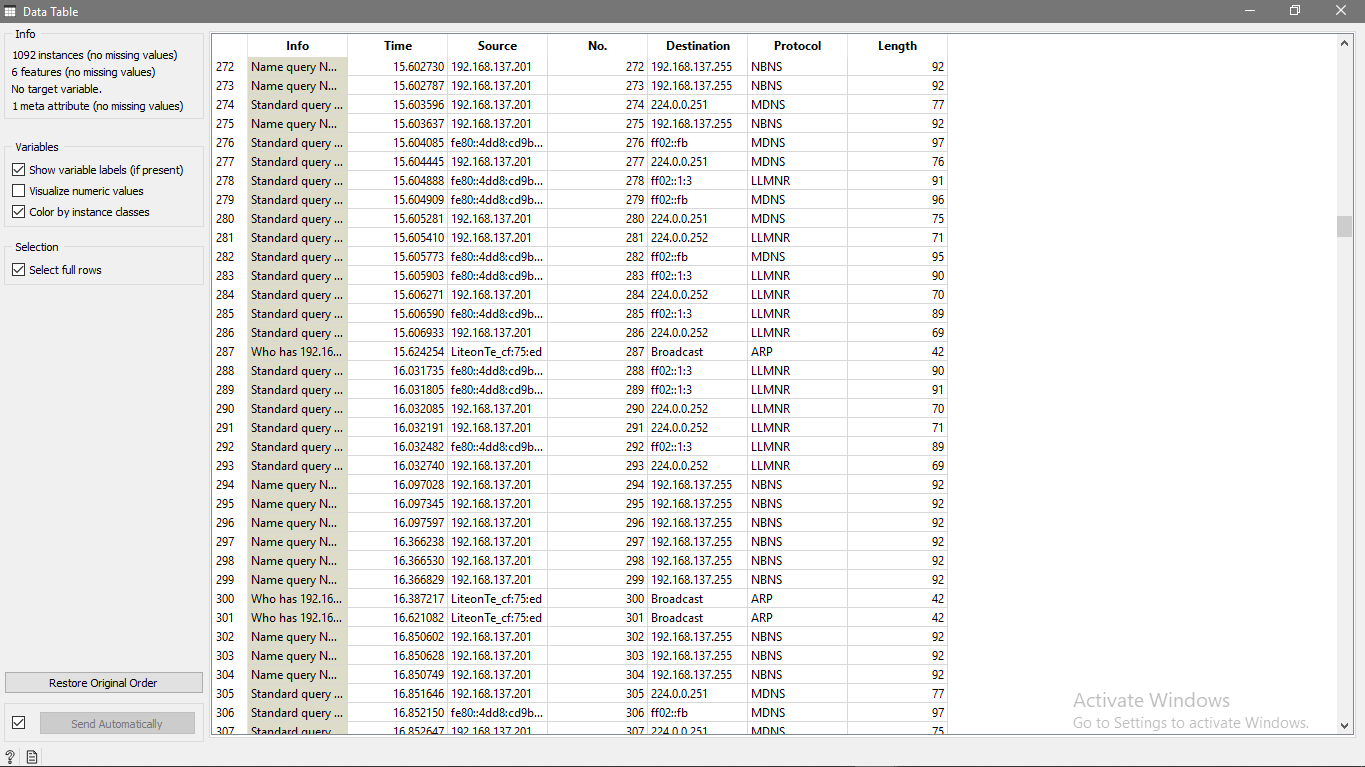 Data Table
Info
1092 instances (no missing values)
6 features (no missing values)
No target variable.
1 meta attribute (no missing values)
Variables
Show variable labels (if present)
Visualize numeric values
Color by instance classes
Selection
Select full rows
Restore Original Order
Send Automatically
Info Time Source No. Destination Protocol Length
272 Name query N... 15.602730 192.168.137.201 272 192.168.137.255 NBNS 92
273 Name query N... 15.602787 192.168.137.201 273 192.168.137.255 NBNS 92
274 Standard query ... 15.603596 192.168.137.201 274 224.0.0.251 MDNS 77
275 Name query N... 15.603637 192.168.137.201 275 192.168.137.255 NBNS 92
276 Standard query ... 15.604085 fe80::4dd8:cd9b... 276 ff02::fb MDNS 97
277 Standard query ... 15.604445 192.168.137.201 277 224.0.0.251 MDNS 76
278 Standard query ... 15.604888 fe80::4dd8:cd9b... 278 ff02::1:3 LLMNR 91
279 Standard query ... 15.604909 fe80::4dd8:cd9b... 279 ff02::fb MDNS 96
280 Standard query ... 15.605281 192.168.137.201 280 224.0.0.251 MDNS 75
281 Standard query ... 15.605410 192.168.137.201 281 224.0.0.252 LLMNR 71
282 Standard query ... 15.605773 fe80::4dd8:cd9b... 282 ff02::fb MDNS 95
283 Standard query ... 15.605903 fe80::4dd8:cd9b... 283 ff02::1:3 LLMNR 90
284 Standard query ... 15.606271 192.168.137.201 284 224.0.0.252 LLMNR 70
285 Standard query ... 15.606590 fe80::4dd8:cd9b... 285 ff02::1:3 LLMNR 89
286 Standard query ... 15.606933 192.168.137.201 286 224.0.0.252 LLMNR 69
287 Who has 192.16... 15.624254 LiteonTe_cf:75:ed 287 Broadcast ARP 42
288 Standard query ... 16.031735 fe80::4dd8:cd9b... 288 ff02::1:3 LLMNR 90
289 Standard query ... 16.031805 fe80::4dd8:cd9b... 289 ff02::1:3 LLMNR 91
290 Standard query ... 16.032085 192.168.137.201 290 224.0.0.252 LLMNR 70
291 Standard query ... 16.032191 192.168.137.201 291 224.0.0.252 LLMNR 71
292 Standard query ... 16.032482 fe80::4dd8:cd9b... 292 ff02::1:3 LLMNR 89
293 Standard query ... 16.032740 192.168.137.201 293 224.0.0.252 LLMNR 69
294 Name query N... 16.097028 192.168.137.201 294 192.168.137.255 NBNS 92
295 Name query N... 16.097345 192.168.137.201 295 192.168.137.255 NBNS 92
296 Name query N... 16.097597 192.168.137.201 296 192.168.137.255 NBNS 92
297 Name query N... 16.366238 192.168.137.201 297 192.168.137.255 NBNS 92
298 Name query N... 16.366530 192.168.137.201 298 192.168.137.255 NBNS 92
299 Name query N... 16.366829 192.168.137.201 299 192.168.137.255 NBNS 92
300 Who has 192.16... 16.387217 LiteonTe_cf:75:ed 300 Broadcast ARP 42
301 Who has 192.16... 16.621082 LiteonTe_cf:75:ed 301 Broadcast ARP 42
302 Name query N... 16.850602 192.168.137.201 302 192.168.137.255 NBNS 92
303 Name query N... 16.850628 192.168.137.201 303 192.168.137.255 NBNS 92
304 Name query N... 16.850749 192.168.137.201 304 192.168.137.255 NBNS 92
305 Standard query ... 16.851646 192.168.137.201 305 224.0.0.251 MDNS 77
306 Standard query ... 16.852150 fe80::4dd8:cd9b... 306 ff02::fb MDNS 97
307 Standard query ... 16.852647 192.168.137.201 307 224.0.0.251 MDNS 75
Activate Windows
Go to Settings to activate Windows.